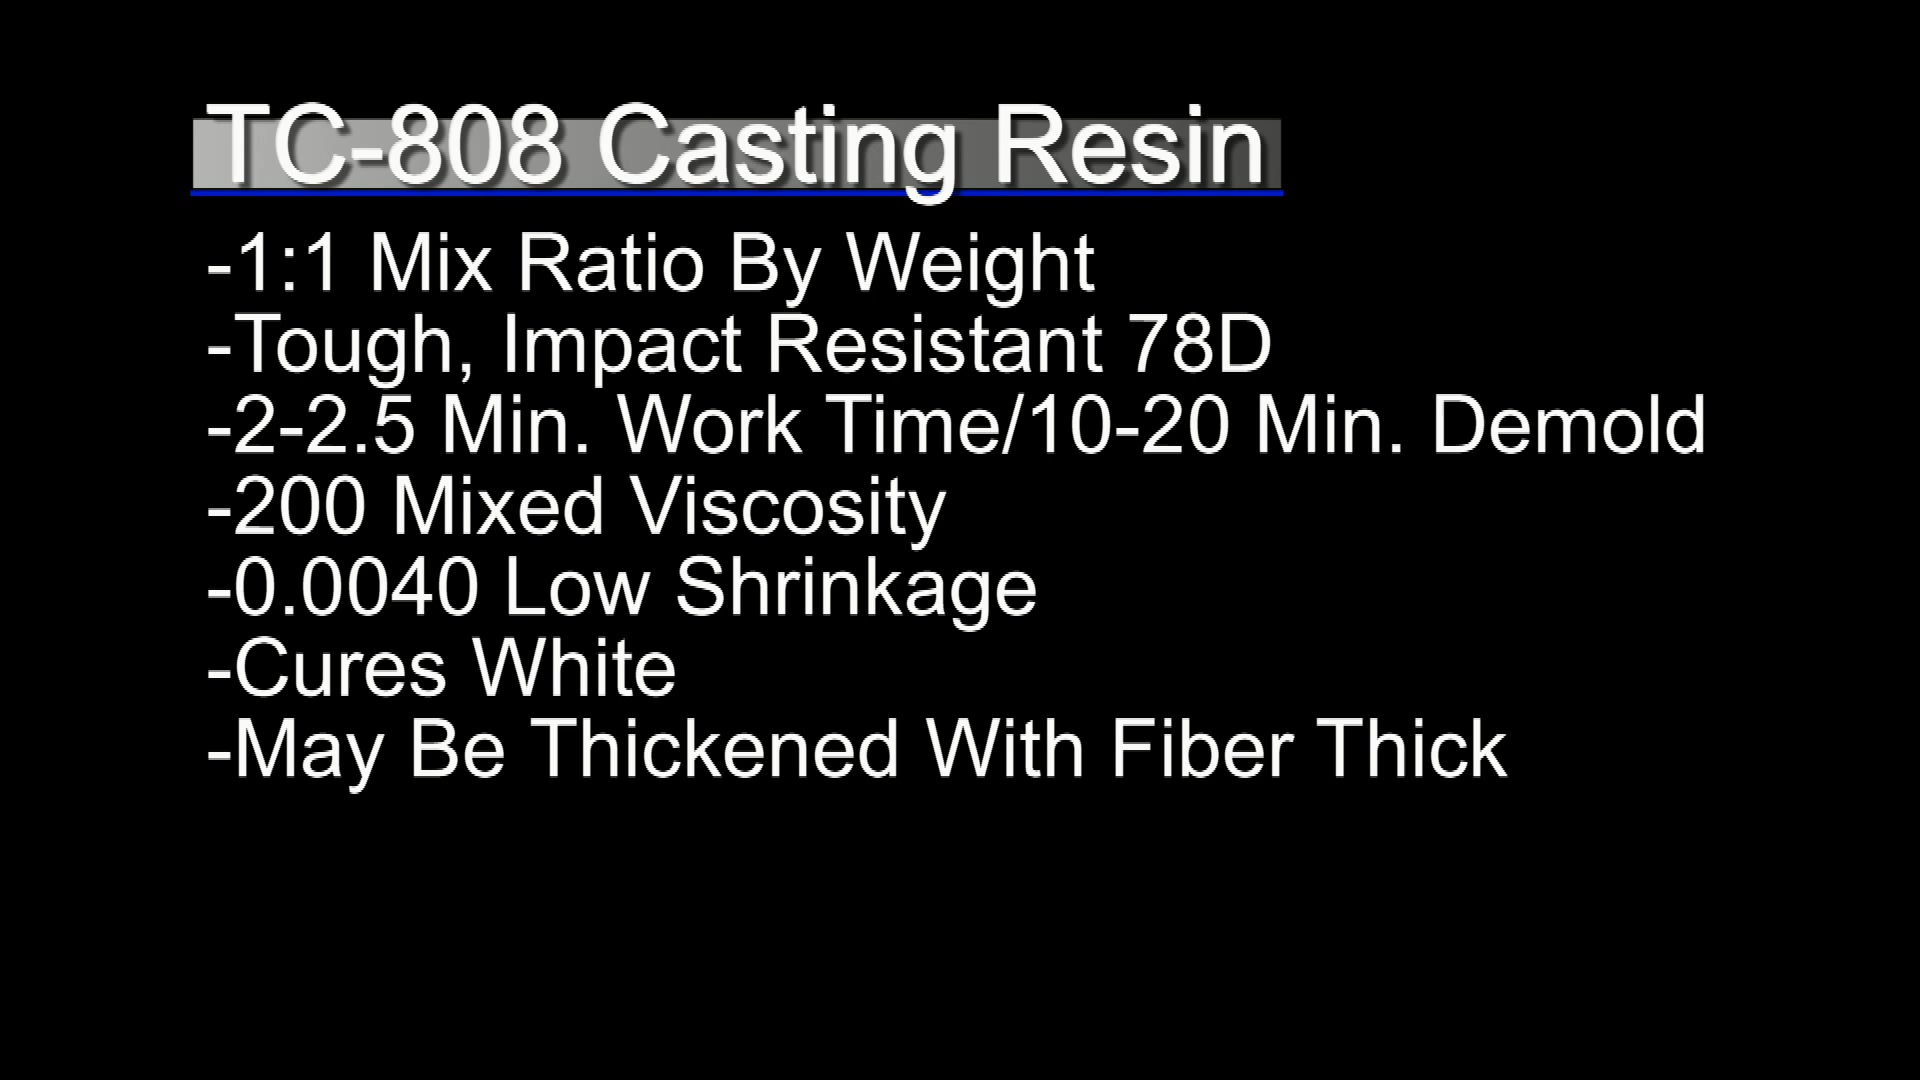 TC-808 Casting Resin
-1:1 Mix Ratio By Weight
-Tough, Impact Resistant 78D
-2-2.5 Min. Work Time/10-20 Min. Demold
-200 Mixed Viscosity
-0.0040 Low Shrinkage
-Cures White
-May Be Thickened With Fiber Thick